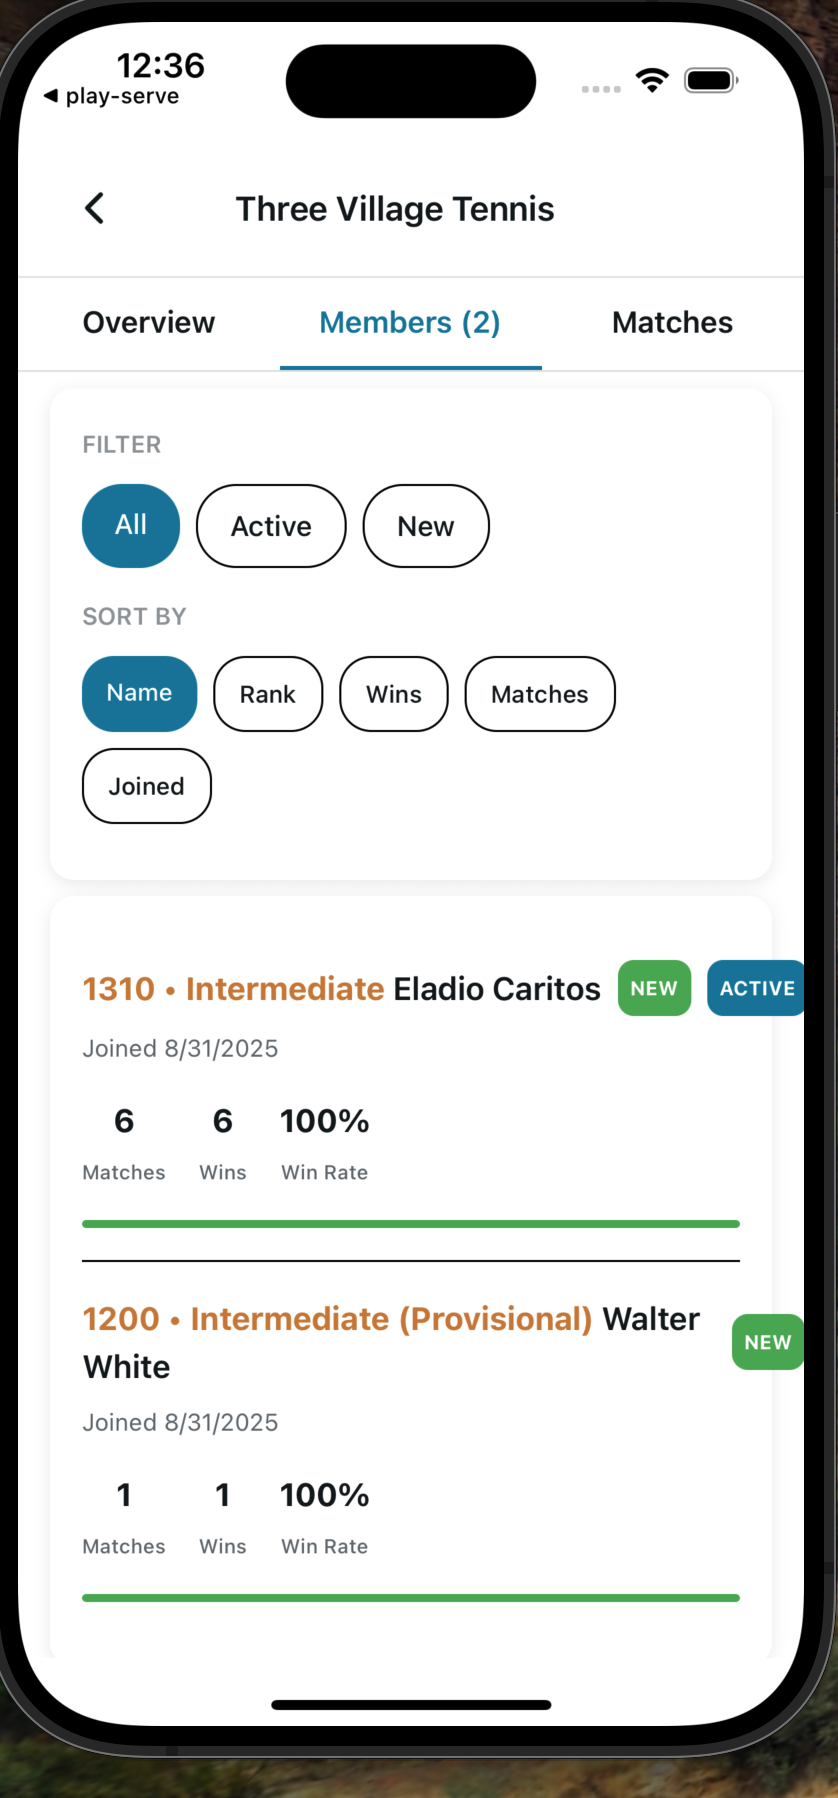 12:36
◀ play-serve
Three Village Tennis
Overview
Members (2)
Matches
FILTER
All
Active
New
SORT BY
Name
Rank
Wins
Matches
Joined
1310 • Intermediate Eladio Caritos
NEW
ACTIVE
Joined 8/31/2025
6
6
100%
Matches
Wins
Win Rate
1200 • Intermediate (Provisional) Walter
White
NEW
Joined 8/31/2025
1
1
100%
Matches
Wins
Win Rate